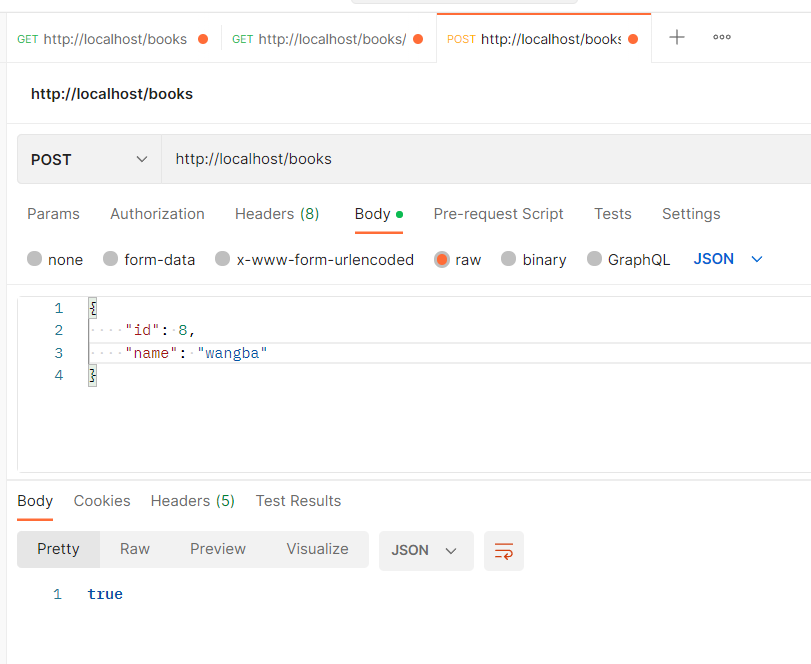 GET http://localhost/books GET http://localhost/books/ POST http://localhost/books
http://localhost/books
POST http://localhost/books
Params Authorization Headers (8) Body Pre-request Script Tests Settings
none form-data x-www-form-urlencoded raw binary GraphQL JSON
1 {
2 "id": 8,
3 "name": "wangba"
4 }
Body Cookies Headers (5) Test Results
Pretty Raw Preview Visualize JSON
1 true